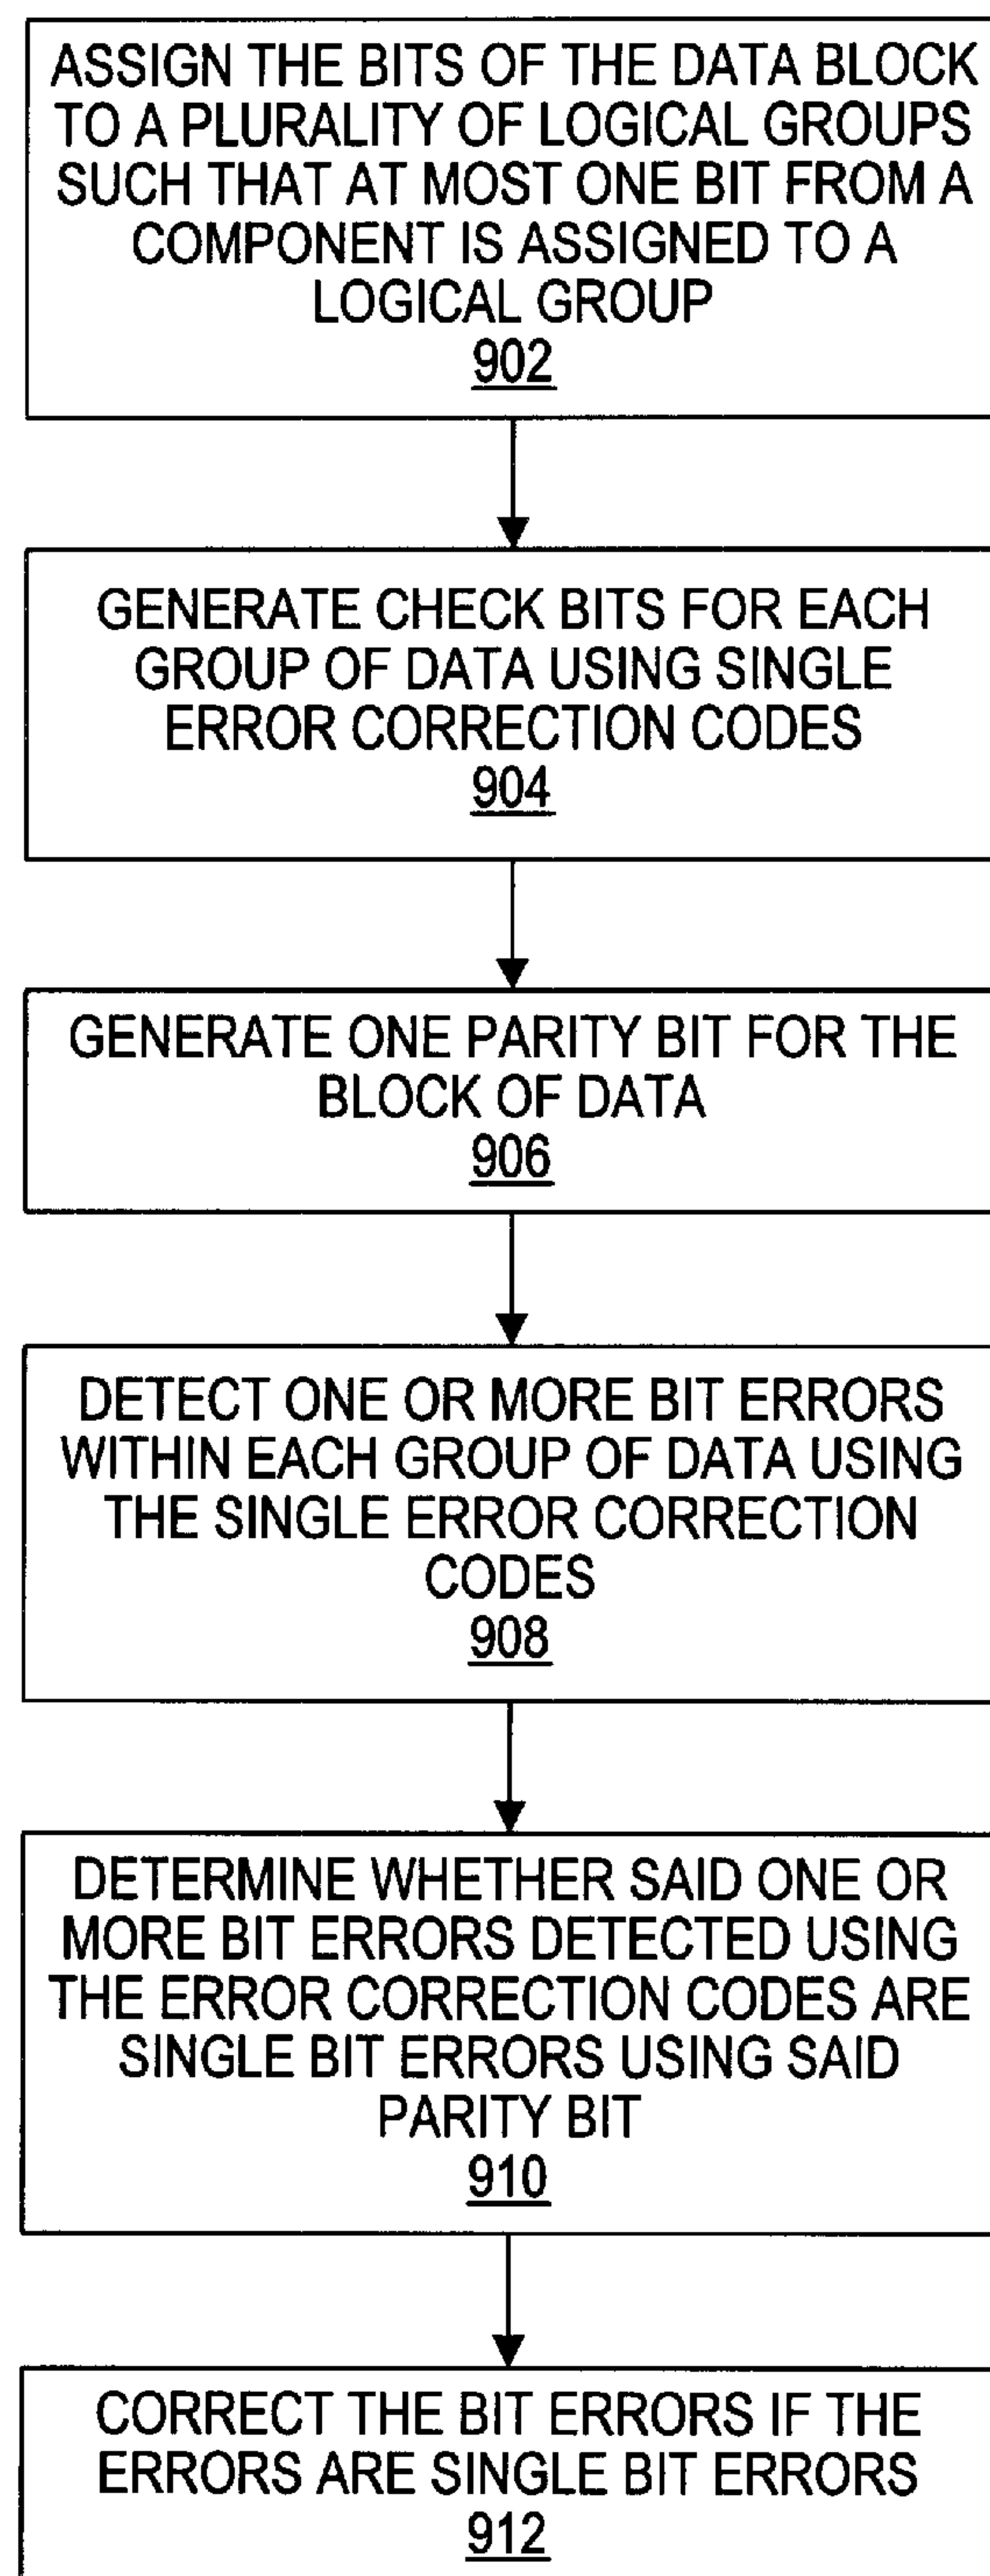 ASSIGN THE BITS OF THE DATA BLOCK
TO A PLURALITY OF LOGICAL GROUPS
SUCH THAT AT MOST ONE BIT FROM A
COMPONENT IS ASSIGNED TO A
LOGICAL GROUP
902
GENERATE CHECK BITS FOR EACH
GROUP OF DATA USING SINGLE
ERROR CORRECTION CODES
904
GENERATE ONE PARITY BIT FOR THE
BLOCK OF DATA
906
DETECT ONE OR MORE BIT ERRORS
WITHIN EACH GROUP OF DATA USING
THE SINGLE ERROR CORRECTION
CODES
908
DETERMINE WHETHER SAID ONE OR
MORE BIT ERRORS DETECTED USING
THE ERROR CORRECTION CODES ARE
SINGLE BIT ERRORS USING SAID
PARITY BIT
910
CORRECT THE BIT ERRORS IF THE
ERRORS ARE SINGLE BIT ERRORS
912